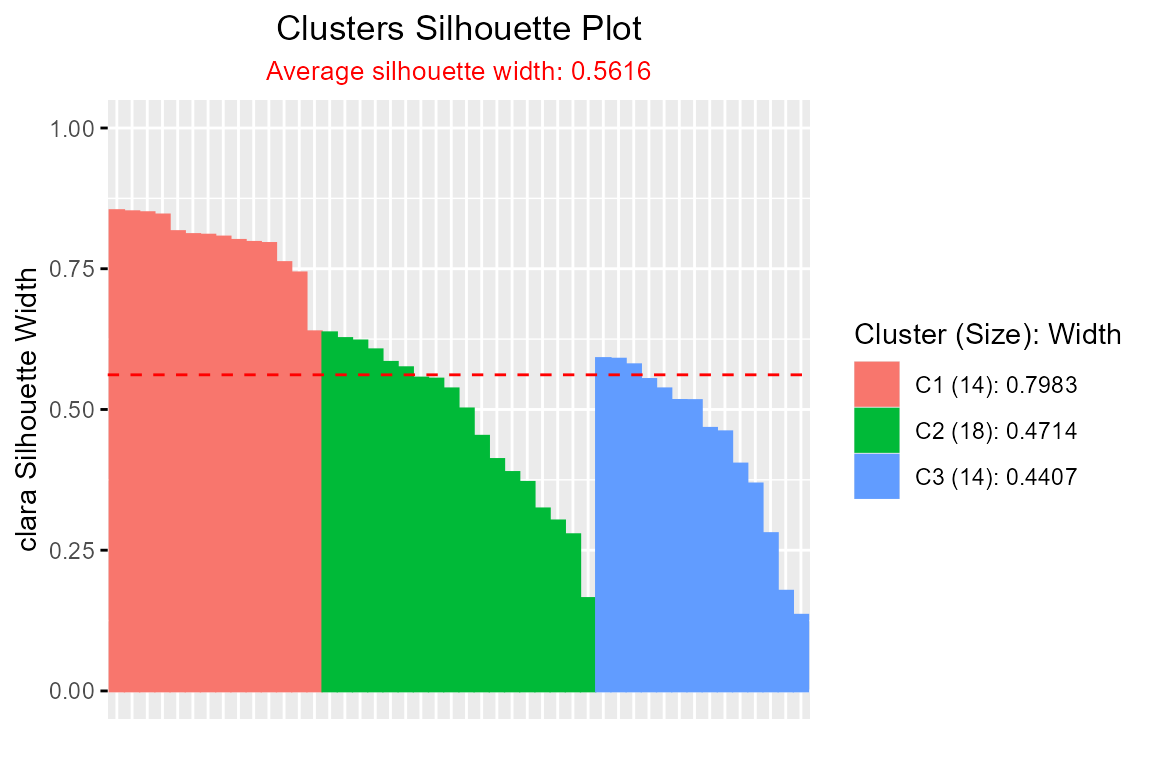 Clusters Silhouette Plot
Average silhouette width: 0.5616
clara Silhouette Width
1.00
0.75
0.50
0.25
0.00
Cluster (Size): Width
C1 (14): 0.7983
C2 (18): 0.4714
C3 (14): 0.4407